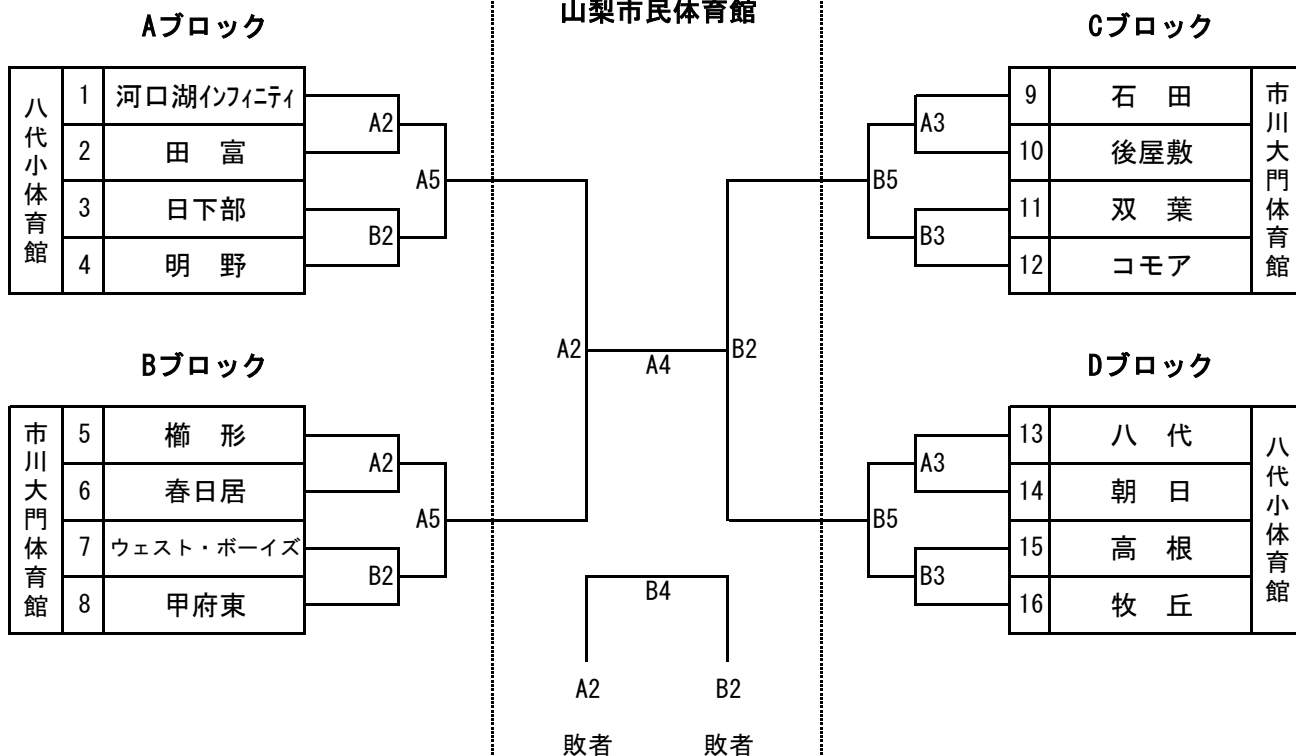 山梨市民体育館
Aブロック
八代小体育館
1 河口湖インフィニティ
2 田 富
3 日下部
4 明 野
A2
B2
A5
Bブロック
市川大門体育館
5 櫛 形
6 春日居
7 ウェスト・ボーイズ
8 甲府東
A2
B2
A5
A2
A4
B2
B4
A2 B2
敗者 敗者
Cブロック
A3
B3
B5
9 石 田
10 後屋敷
11 双 葉
12 コモア
市川大門体育館
Dブロック
A3
B3
B5
13 八 代
14 朝 日
15 高 根
16 牧 丘
八代小体育館